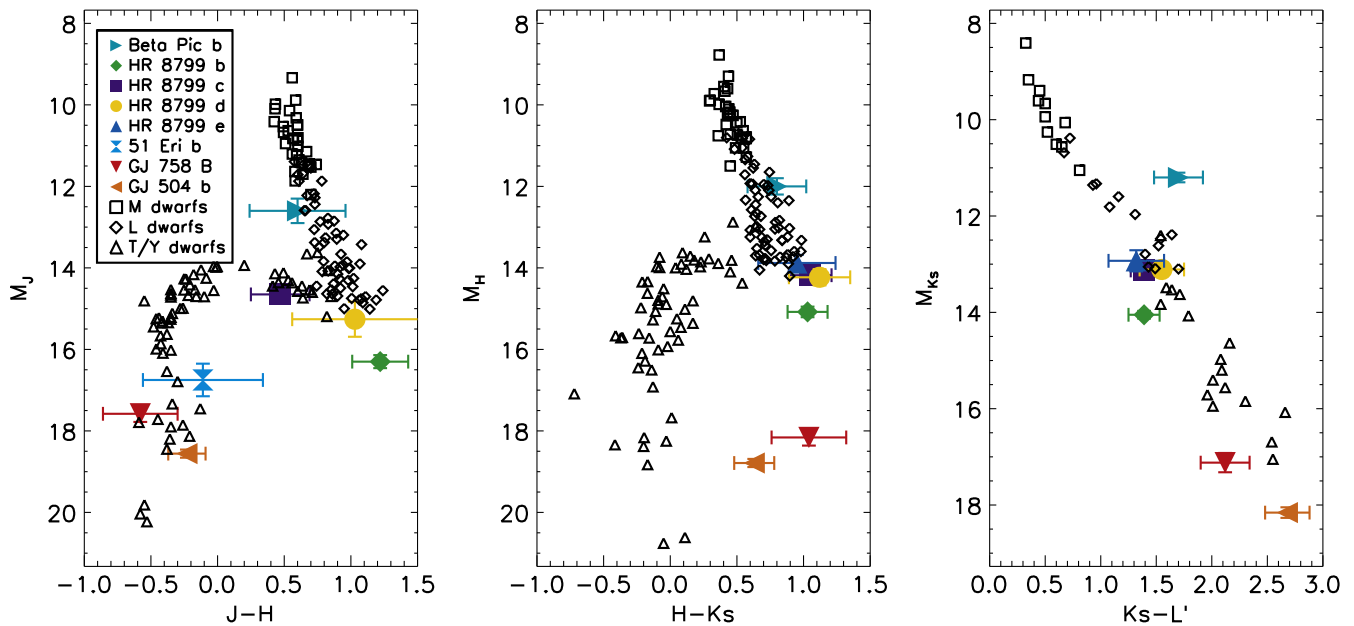 8
10
12
14
16
18
20
M_J
Beta Pic b
HR 8799 b
HR 8799 c
HR 8799 d
HR 8799 e
51 Eri b
GJ 758 B
GJ 504 b
M dwarfs
L dwarfs
T/Y dwarfs
-1.0 -0.5 0.0 0.5 1.0 1.5
J-H
8
10
12
14
16
18
20
M_H
-1.0 -0.5 0.0 0.5 1.0 1.5
H-Ks
8
10
12
14
16
18
M_Ks
0.0 0.5 1.0 1.5 2.0 2.5 3.0
Ks-L'